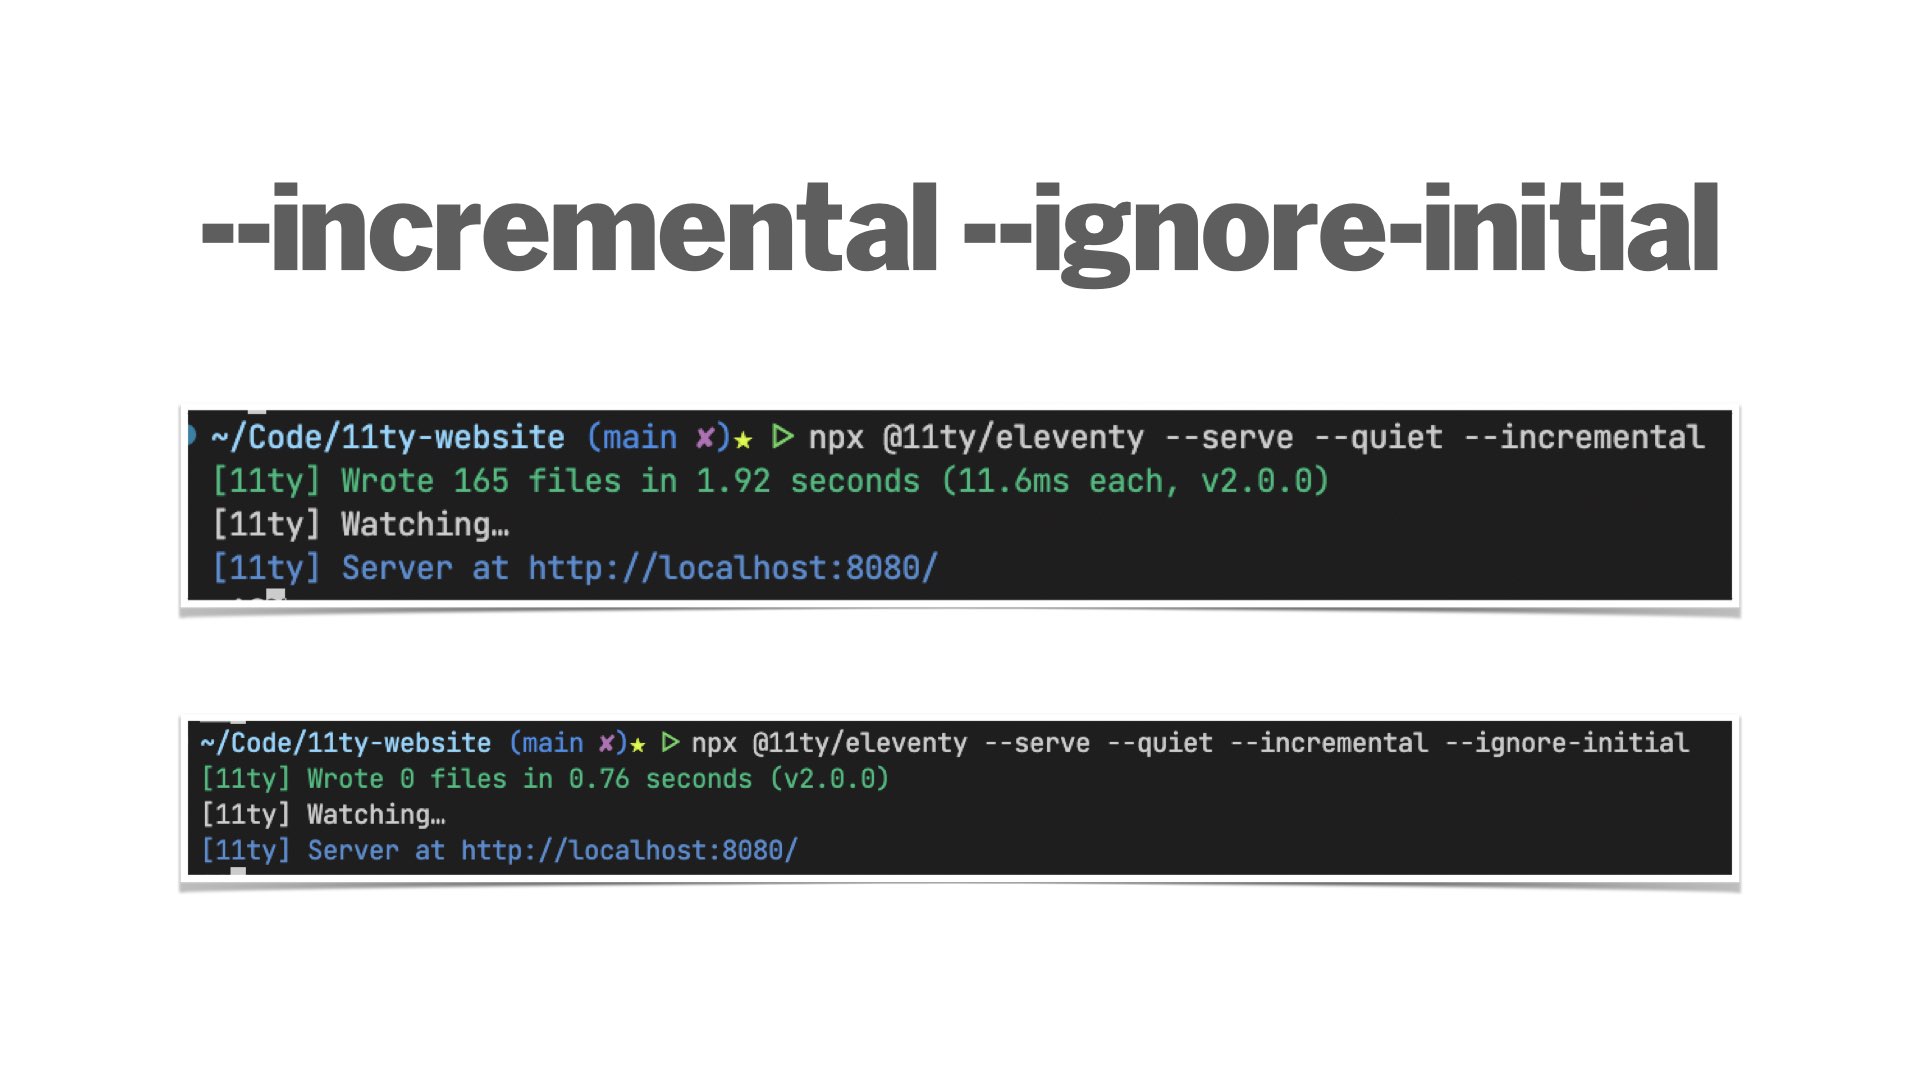 --incremental --ignore-initial
~/Code/11ty-website (main ✘)★ ▷ npx @11ty/eleventy --serve --quiet --incremental
[11ty] Wrote 165 files in 1.92 seconds (11.6ms each, v2.0.0)
[11ty] Watching…
[11ty] Server at http://localhost:8080/
~/Code/11ty-website (main ✘)★ ▷ npx @11ty/eleventy --serve --quiet --incremental --ignore-initial
[11ty] Wrote 0 files in 0.76 seconds (v2.0.0)
[11ty] Watching…
[11ty] Server at http://localhost:8080/